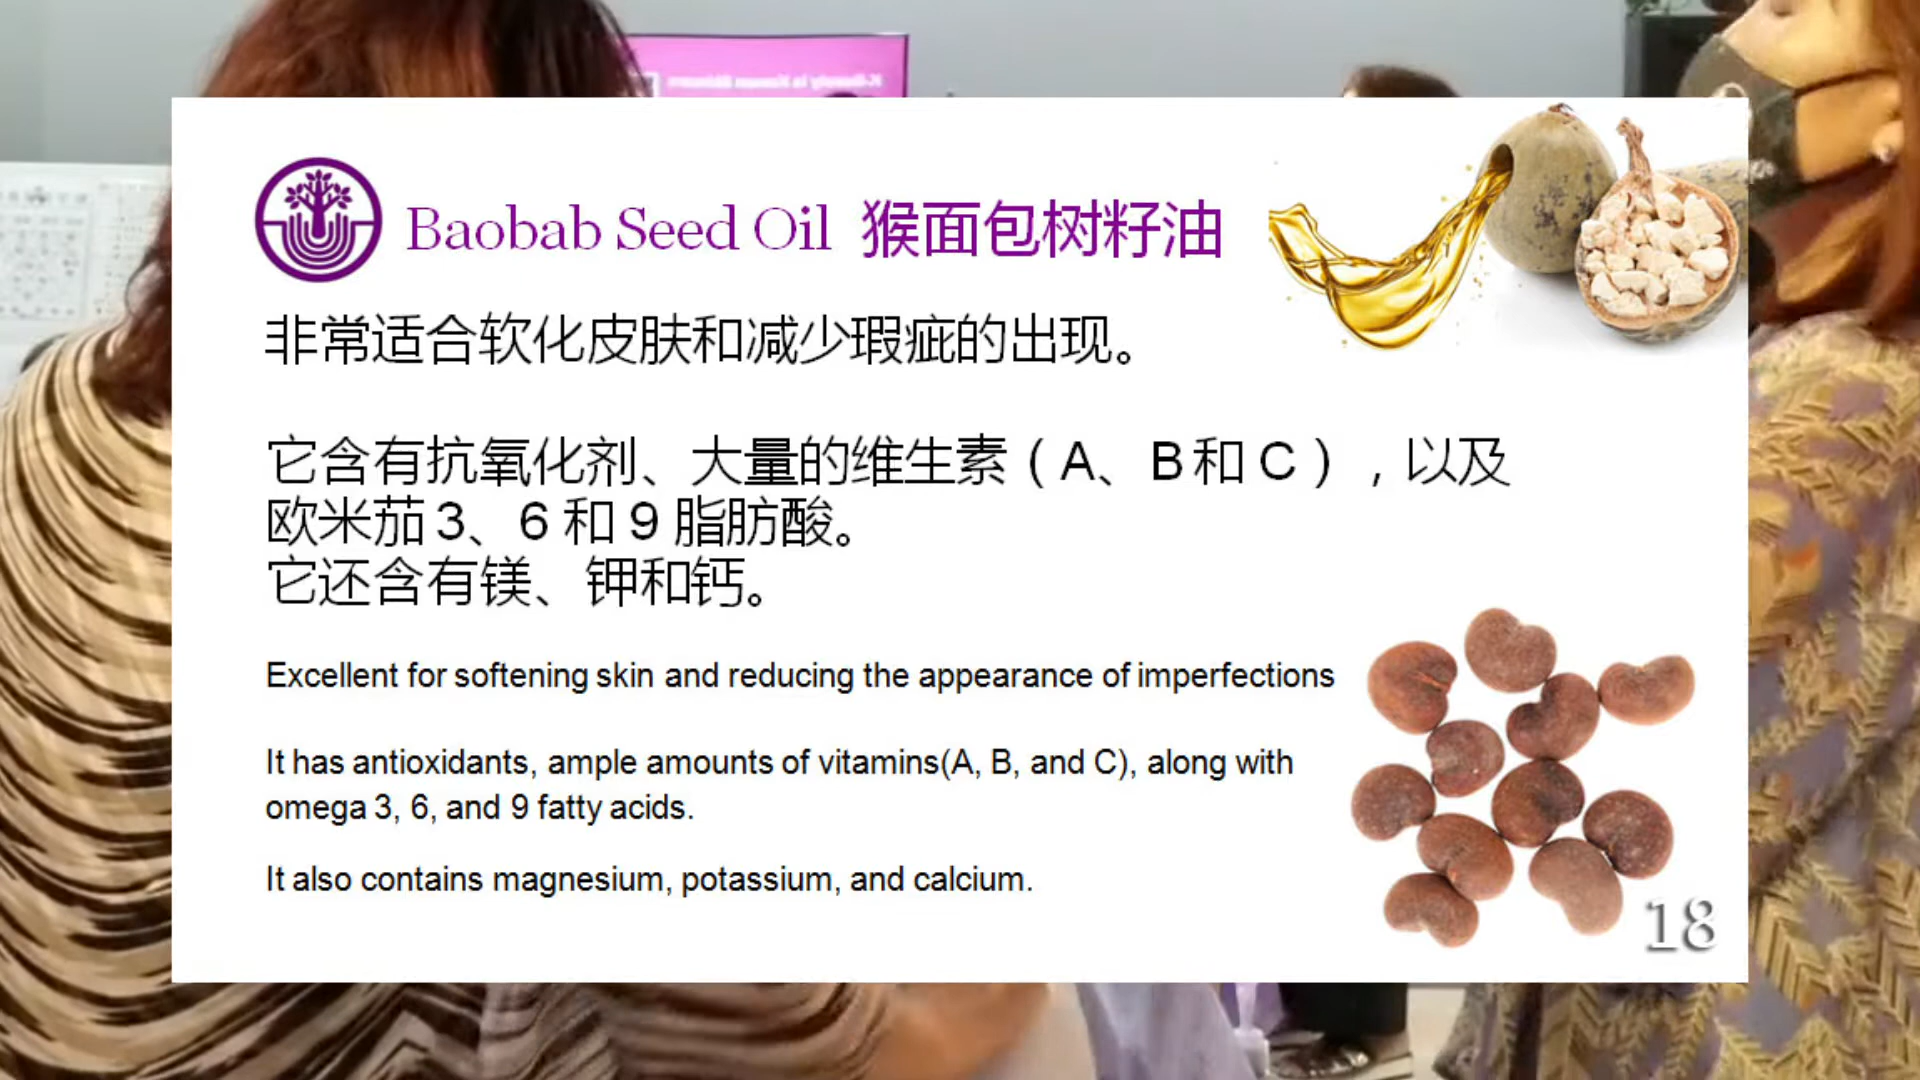 Baobab Seed Oil 猴面包树籽油
非常适合软化皮肤和减少瑕疵的出现。
它含有抗氧化剂、大量的维生素（A、B和 C），以及
欧米茄 3、6 和 9 脂肪酸。
它还含有镁、钾和钙。
Excellent for softening skin and reducing the appearance of imperfections
It has antioxidants, ample amounts of vitamins(A, B, and C), along with
omega 3, 6, and 9 fatty acids.
It also contains magnesium, potassium, and calcium.
18